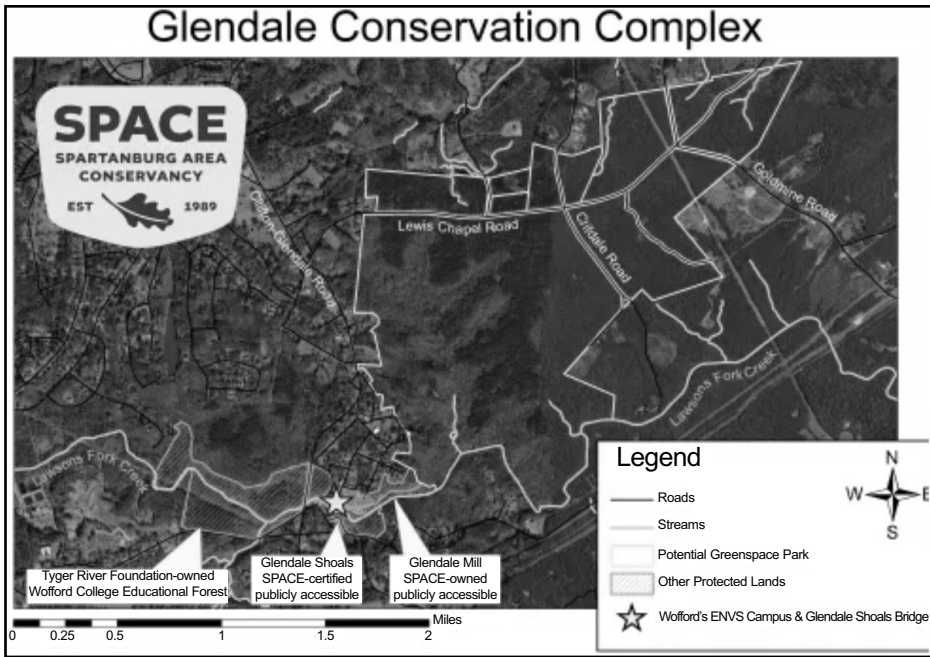 Glendale Conservation Complex
SPACE
SPARTANBURG AREA
CONSERVANCY
EST 1989
Clifton-Glendale Road
Lewis Chapel Road
Goldmine Road
Critdale Road
Lawsons Fork Creek
Lawsons Fork Creek
Tyger River Foundation-owned
Wofford College Educational Forest
Glendale Shoals
SPACE-certified
publicly accessible
Glendale Mill
SPACE-owned
publicly accessible
Miles
0 0.25 0.5 1 1.5 2
Legend
N
W E
S
Roads
Streams
Potential Greenspace Park
Other Protected Lands
Wofford's ENVS Campus & Glendale Shoals Bridge